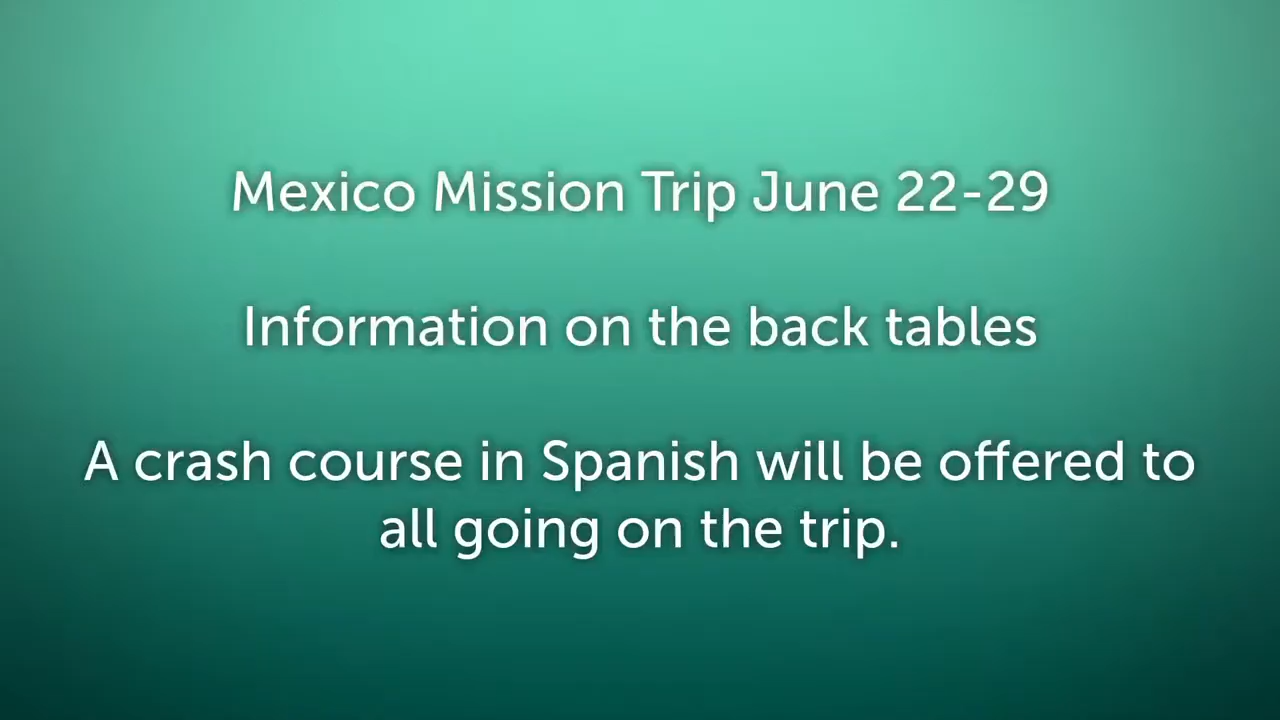 Mexico Mission Trip June 22-29
Information on the back tables
A crash course in Spanish will be offered to
all going on the trip.